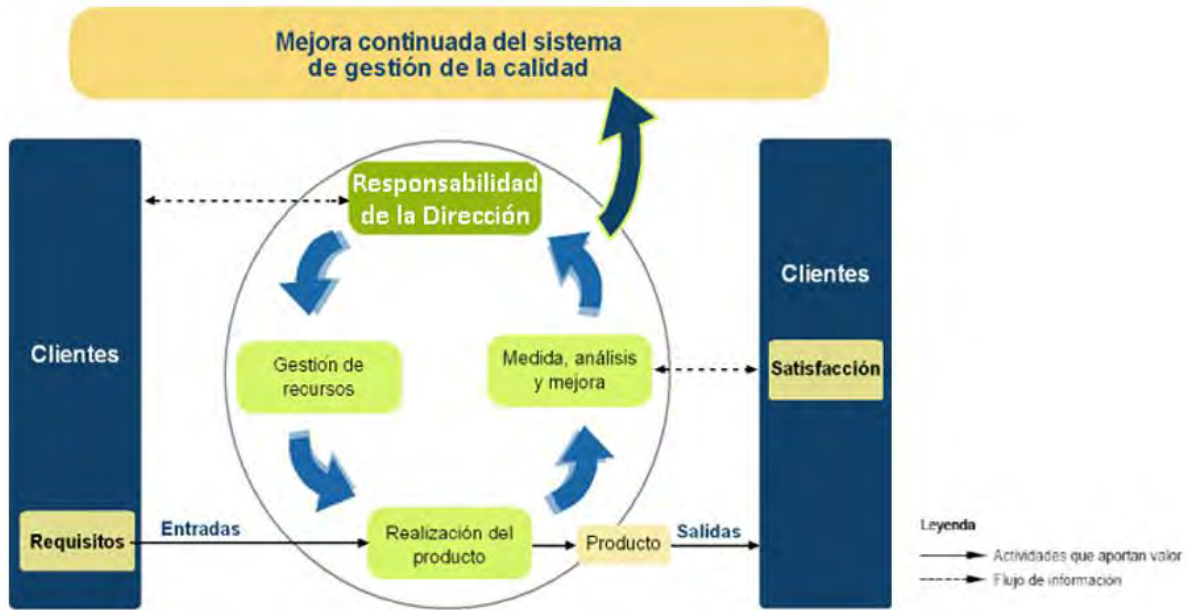 Mejora continuada del sistema
de gestión de la calidad
Responsabilidad
de la Dirección
Clientes
Clientes
Gestión de
recursos
Medida, análisis
y mejora
Satisfacción
Requisitos
Entradas
Realización del
producto
Producto
Salidas
Leyenda
Actividades que aportan valor
Flujo de información